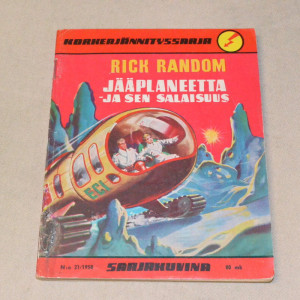 KORKEAJÄNNITYSSARJA
RICK RANDOM
JÄÄPLANEETTA
-JA SEN SALAISUUS
SARJAKUVINA